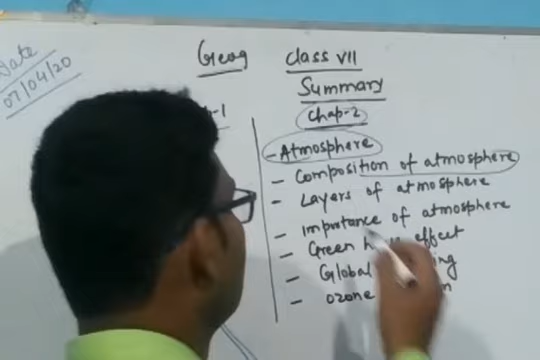 Date
07/04/20
Geog Class VII
Summary
Chap-2
-1
- Atmosphere
- Composition of atmosphere
- Layers of atmosphere
- Importance of atmosphere
- Green effect
- Global
- ozone